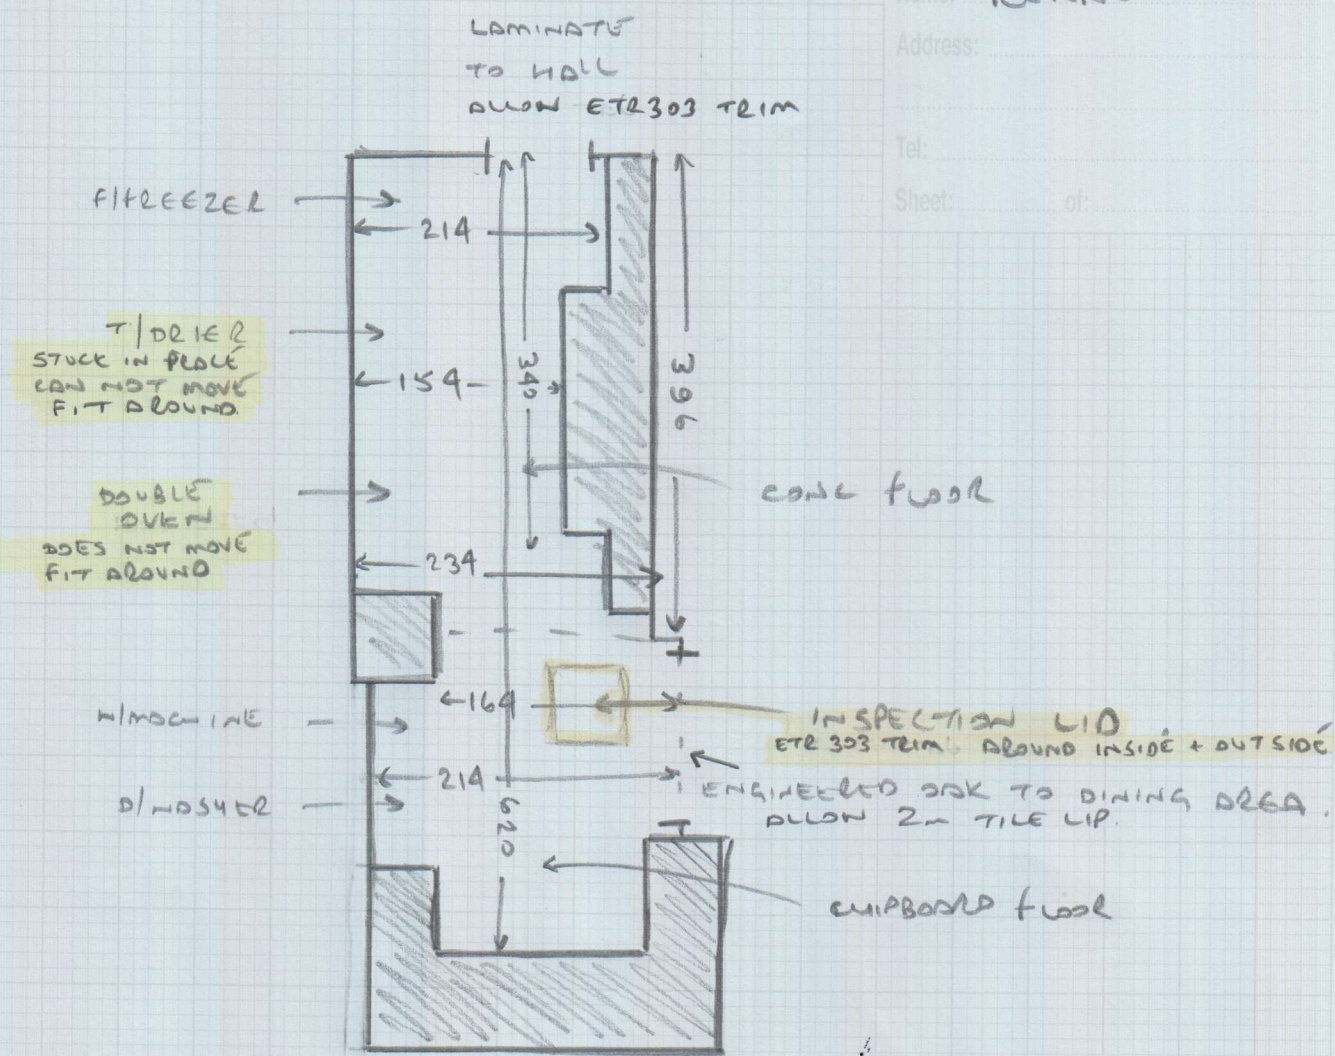 Address:
LAMINATE
TO HALL
ALLOW ETR303 TRIM
Tel:
Sheet: of:
F/FREEZER
214
T/DRIER
STUCK IN PLACE
CAN NOT MOVE
FIT AROUND.
154
340
396
DOUBLE
OVEN
DOES NOT MOVE
FIT AROUND
CONC FLOOR
234
W/MACHINE
164
INSPECTION LID
ETR 303 TRIM AROUND INSIDE + OUTSIDE
D/WASHER
214
620
ENGINEERED OAK TO DINING AREA.
ALLOW 2m TILE LIP.
CHIPBOARD FLOOR